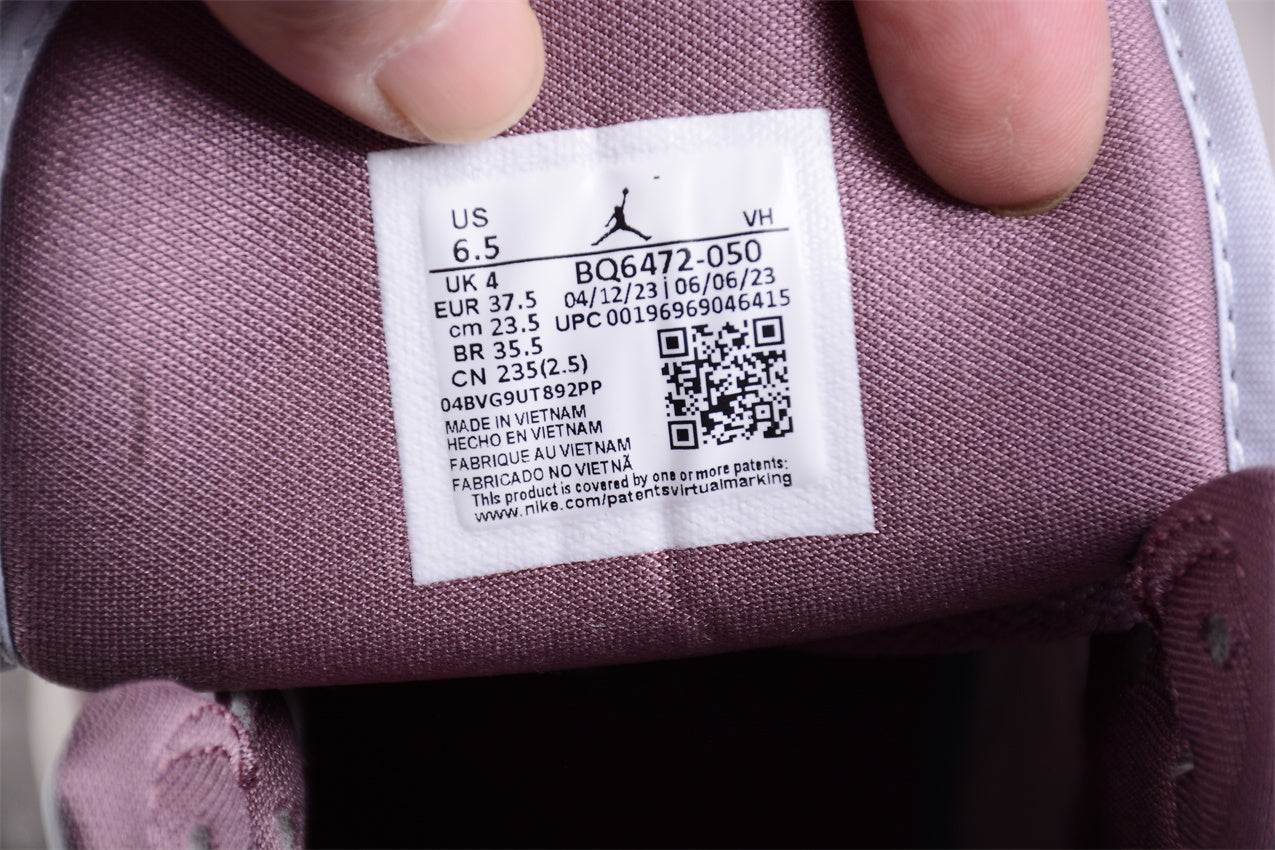 US
6.5
VH
UK 4
BQ6472-050
EUR 37.5
04/12/23 | 06/06/23
cm 23.5
UPC 00196969046415
BR 35.5
CN 235(2.5)
04BVG9UT892PP
MADE IN VIETNAM
HECHO EN VIETNAM
FABRIQUE AU VIETNAM
FABRICADO NO VIETNÃ
This product is covered by one or more patents:
www.nike.com/patentsvirtualmarking